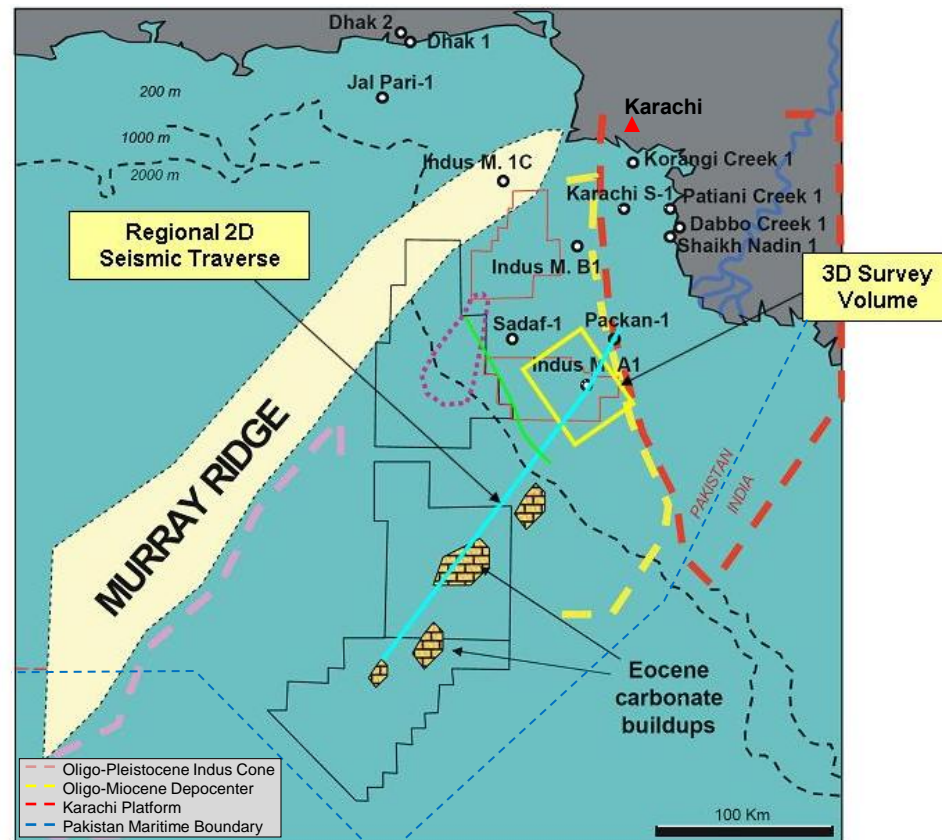 Dhak 2
Dhak 1
Jal Pari-1
200 m
1000 m
2000 m
Karachi
Indus M. 1C
Korangi Creek 1
Karachi S-1
Patiani Creek 1
Dabbo Creek 1
Shaikh Nadin 1
Regional 2D
Seismic Traverse
Indus M. B1
3D Survey
Volume
Sadaf-1
Packan-1
Indus M. A1
MURRAY RIDGE
PAKISTAN
INDIA
Eocene
carbonate
buildups
Oligo-Pleistocene Indus Cone
Oligo-Miocene Depocenter
Karachi Platform
Pakistan Maritime Boundary
100 Km